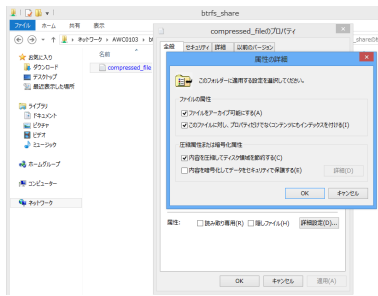 btrfs_share
ファイル ホーム 共有 表示
ネットワーク ▸ AWC0103 ▸
名前
お気に入り
ダウンロード
デスクトップ
最近表示した場所
compressed_file
ライブラリ
ドキュメント
ピクチャ
ビデオ
ミュージック
ホームグループ
コンピューター
ネットワーク
compressed_fileのプロパティ
全般 セキュリティ 詳細 以前のバージョン
属性の詳細
このフォルダーに適用する設定を選択してください。
ファイルの属性
ファイルをアーカイブ可能にする(A)
このファイルに対し、プロパティだけでなくコンテンツにもインデックスを付ける(I)
圧縮属性または暗号化属性
内容を圧縮してディスク領域を節約する(C)
内容を暗号化してデータをセキュリティで保護する(E) 詳細(D)
OK キャンセル
属性: 読み取り専用(R) 隠しファイル(H) 詳細設定(D)...
OK キャンセル 適用(A)